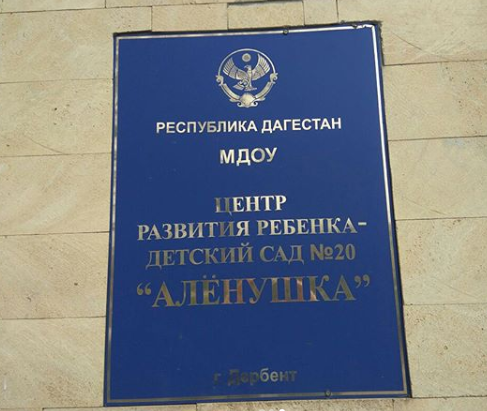 РЕСПУБЛИКА ДАГЕСТАН
МДОУ
ЦЕНТР
РАЗВИТИЯ РЕБЕНКА-
ДЕТСКИЙ САД №20
“АЛЁНУШКА”
г. Дербент